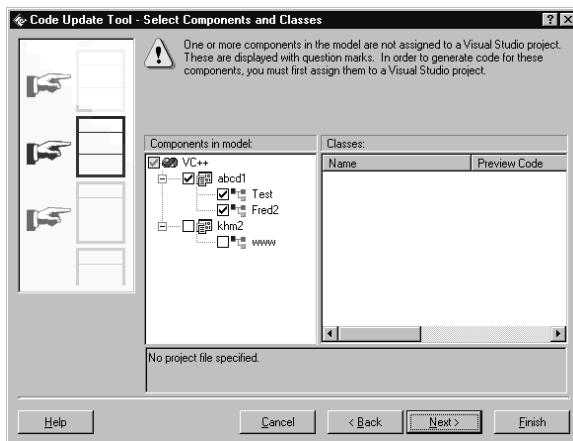 Code Update Tool - Select Components and Classes
One or more components in the model are not assigned to a Visual Studio project.
These are displayed with question marks. In order to generate code for these
components, you must first assign them to a Visual Studio project.
Components in model:
Classes:
VC++
abcd1
Test
Fred2
khm2
www
Name
Preview Code
No project file specified.
Help
Cancel
< Back
Next >
Finish